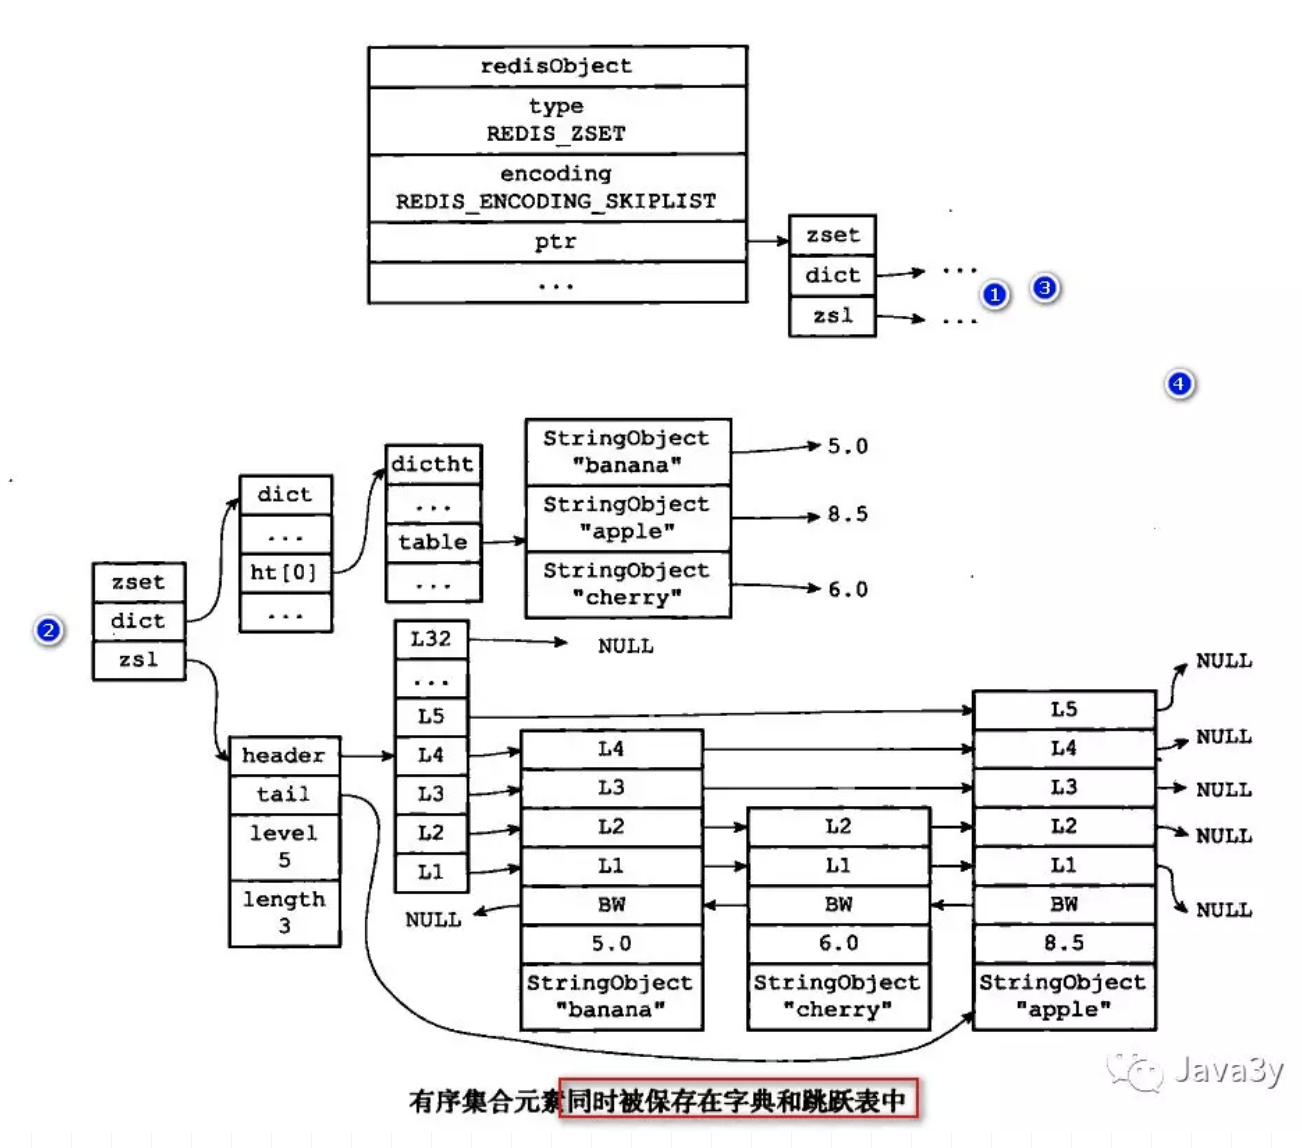 redisObject
type
REDIS_ZSET
encoding
REDIS_ENCODING_SKIPLIST
ptr
...
zset
dict
zsl
...
...
1
3
4
2
zset
dict
zsl
dict
...
ht[0]
...
dictht
...
table
...
StringObject
"banana"
StringObject
"apple"
StringObject
"cherry"
5.0
8.5
6.0
header
tail
level
5
length
3
L32
...
L5
L4
L3
L2
L1
NULL
NULL
L4
L3
L2
L1
BW
5.0
StringObject
"banana"
L2
L1
BW
6.0
StringObject
"cherry"
L5
L4
L3
L2
L1
BW
8.5
StringObject
"apple"
NULL
NULL
NULL
NULL
NULL
Java3y
有序集合元素同时被保存在字典和跳跃表中